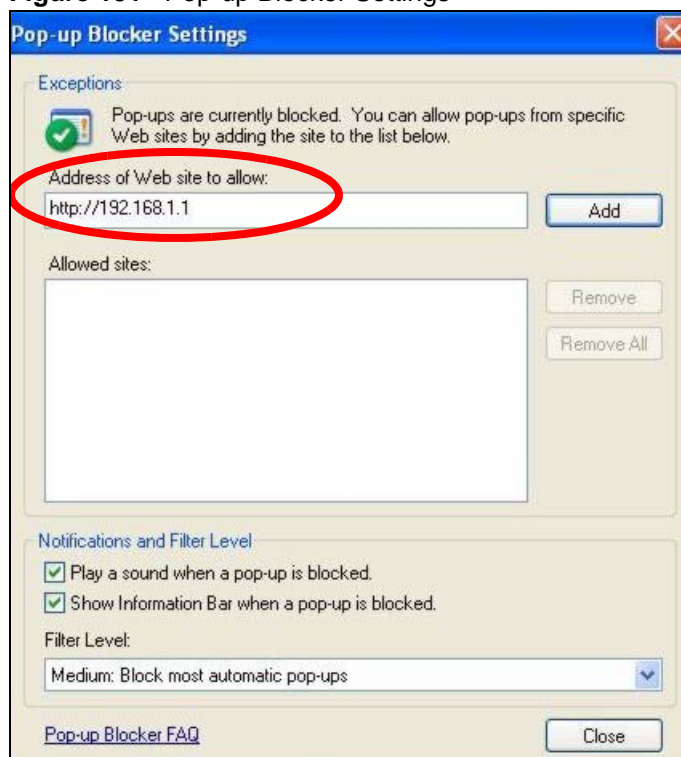 Pop-up Blocker Settings
Exceptions
Pop-ups are currently blocked. You can allow pop-ups from specific
Web sites by adding the site to the list below.
Address of Web site to allow:
http://192.168.1.1
Add
Allowed sites:
Remove
Remove All
Notifications and Filter Level
Play a sound when a pop-up is blocked.
Show Information Bar when a pop-up is blocked.
Filter Level:
Medium: Block most automatic pop-ups
Pop-up Blocker FAQ
Close